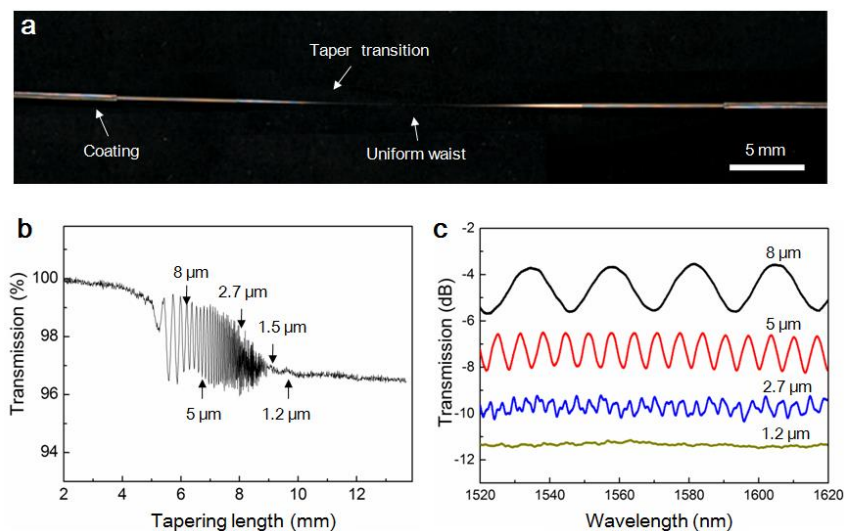 a
Taper transition
Coating
Uniform waist
5 mm
b
Transmission (%)
100
98
96
94
8 µm
2.7 µm
1.5 µm
5 µm
1.2 µm
2 4 6 8 10 12
Tapering length (mm)
c
Transmission (dB)
-2
-4
-6
-8
-10
-12
8 µm
5 µm
2.7 µm
1.2 µm
1520 1540 1560 1580 1600 1620
Wavelength (nm)